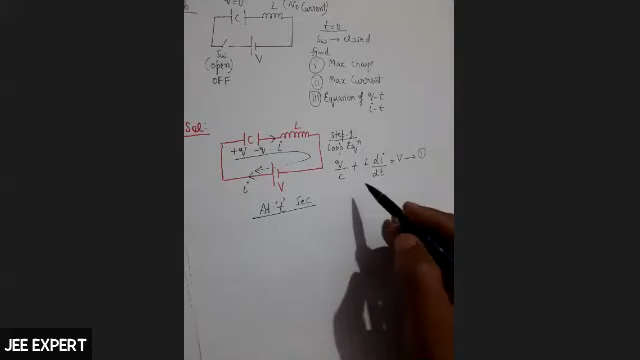 V=0
L (No Current)
C
Sw
(open)
OFF
V
t=0
Sw → closed
find
(i) Max charge
(ii) Max Current
(iii) Equation of q-t
i-t
Sol:
L
C
+q -q i
i
V
At 't' sec
Step-1
Loop Eqn
q/c + i di/dt = V → (1)
JEE EXPERT